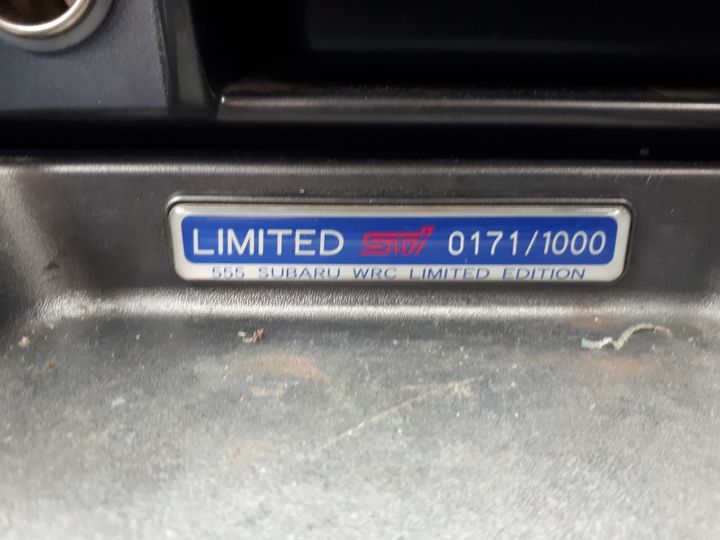 LIMITED STi 0171/1000
555 SUBARU WRC LIMITED EDITION